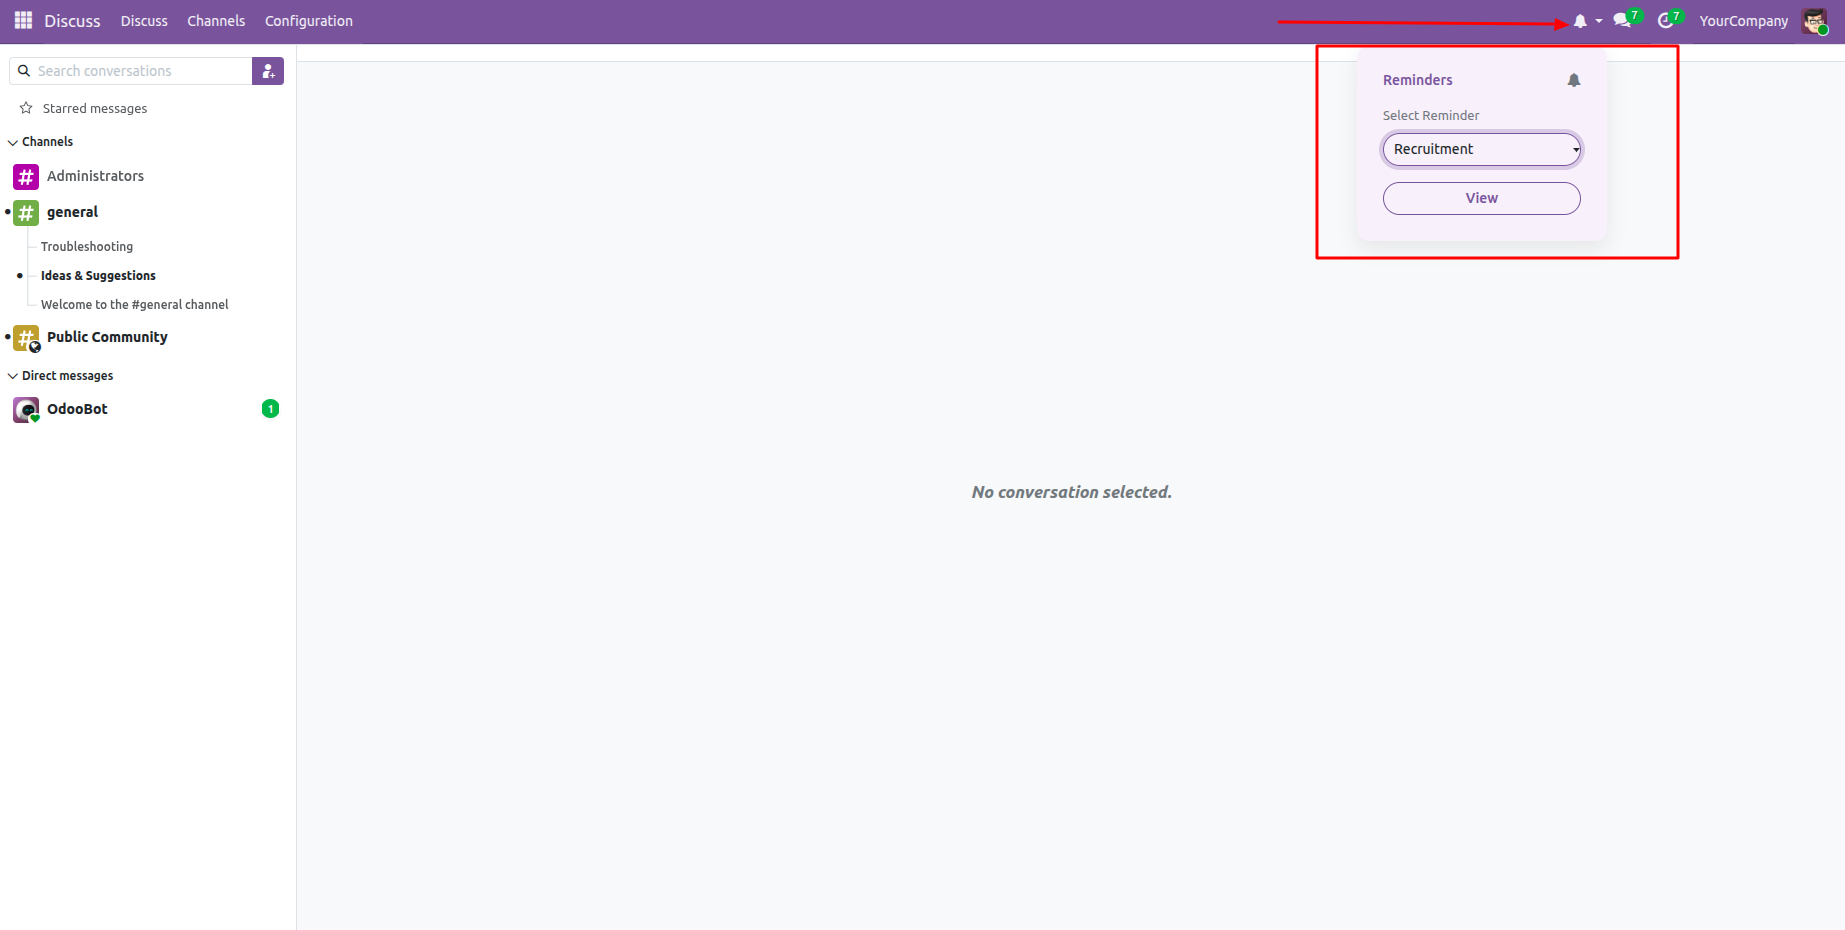 Discuss Discuss Channels Configuration 7 7 YourCompany
Search conversations
Starred messages
Channels
Administrators
general
Troubleshooting
Ideas & Suggestions
Welcome to the #general channel
Public Community
Direct messages
OdooBot 1
Reminders
Select Reminder
Recruitment
View
No conversation selected.